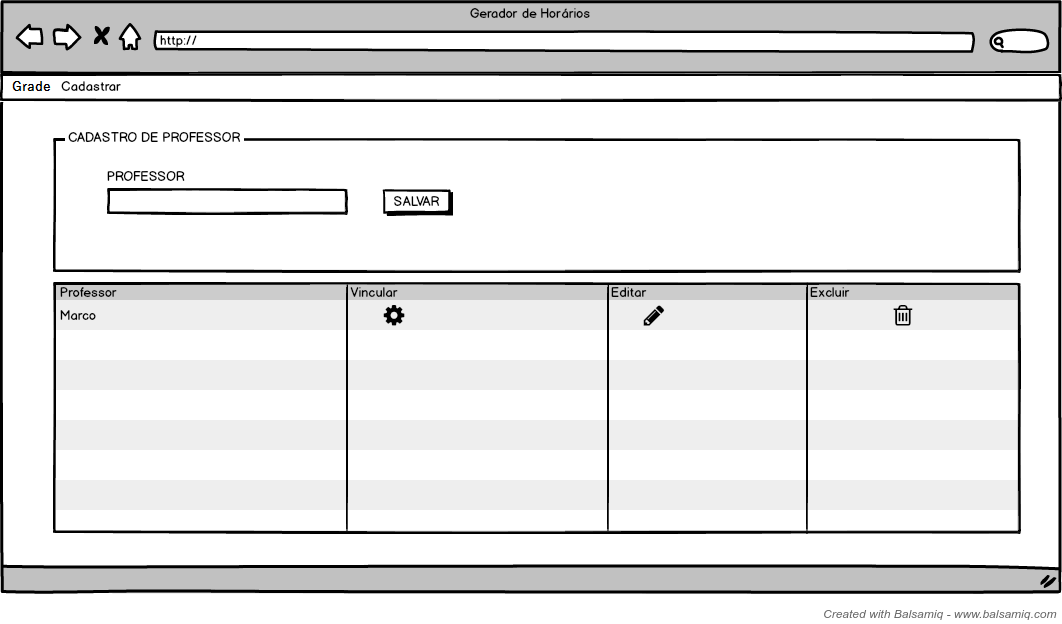 Gerador de Horários
http://
Grade Cadastrar
CADASTRO DE PROFESSOR
PROFESSOR
SALVAR
Professor Vincular Editar Excluir
Marco
Created with Balsamiq - www.balsamiq.com